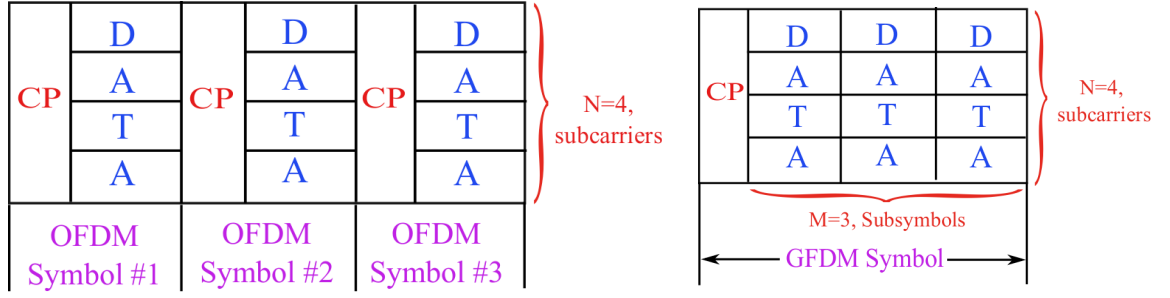 CP
D
A
T
A
CP
D
A
T
A
CP
D
A
T
A
N=4,
subcarriers
OFDM
Symbol #1
OFDM
Symbol #2
OFDM
Symbol #3
CP
D D D
A A A
T T T
A A A
N=4,
subcarriers
M=3, Subsymbols
GFDM Symbol